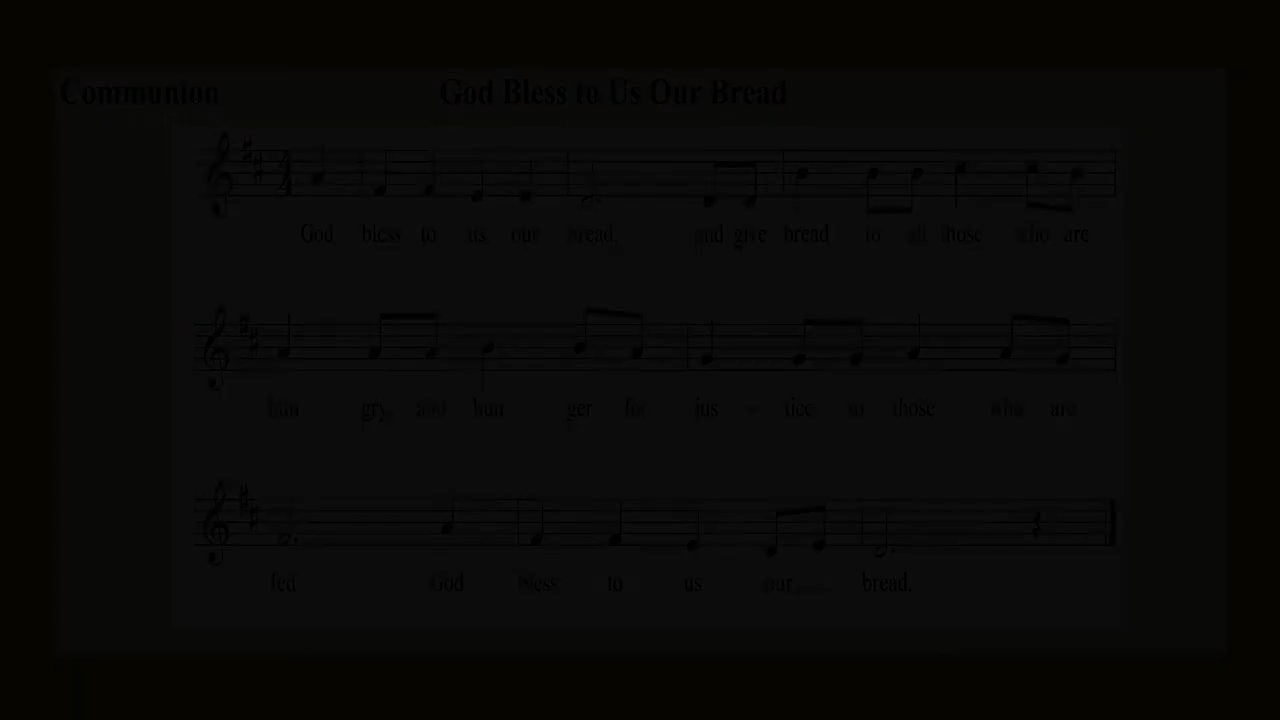 Communion God Bless to Us Our Bread
God bless to us our bread, and give bread to all those who are
hun gry, and hun ger for jus - tice to those who are
fed God bless to us our bread.